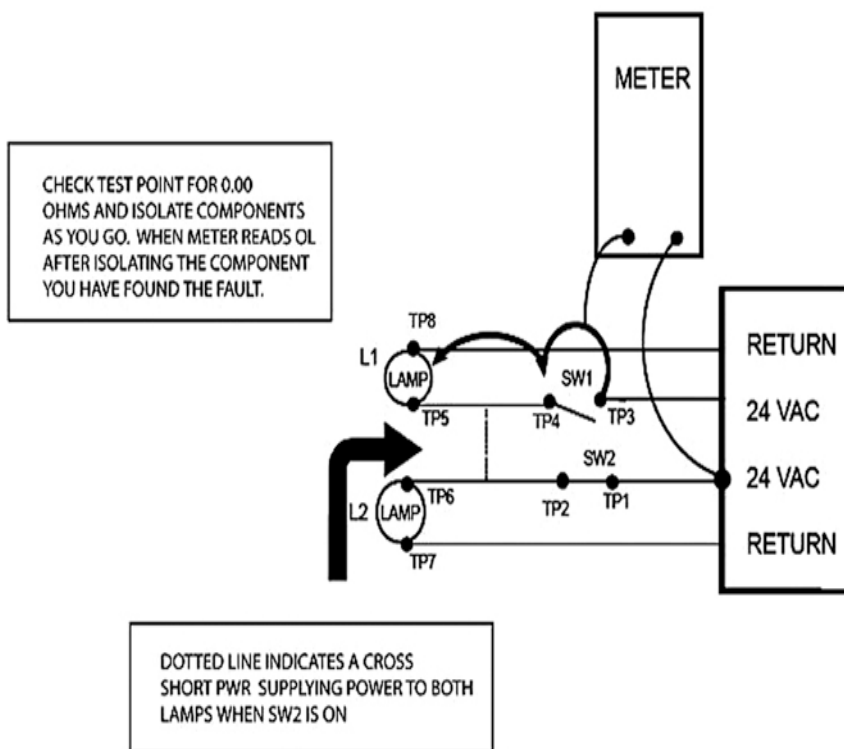 METER
CHECK TEST POINT FOR 0.00
OHMS AND ISOLATE COMPONENTS
AS YOU GO. WHEN METER READS OL
AFTER ISOLATING THE COMPONENT
YOU HAVE FOUND THE FAULT.
TP8
L1
LAMP
SW1
RETURN
TP5
TP4
TP3
24 VAC
SW2
TP6
24 VAC
L2
LAMP
TP2
TP1
TP7
RETURN
DOTTED LINE INDICATES A CROSS
SHORT PWR SUPPLYING POWER TO BOTH
LAMPS WHEN SW2 IS ON